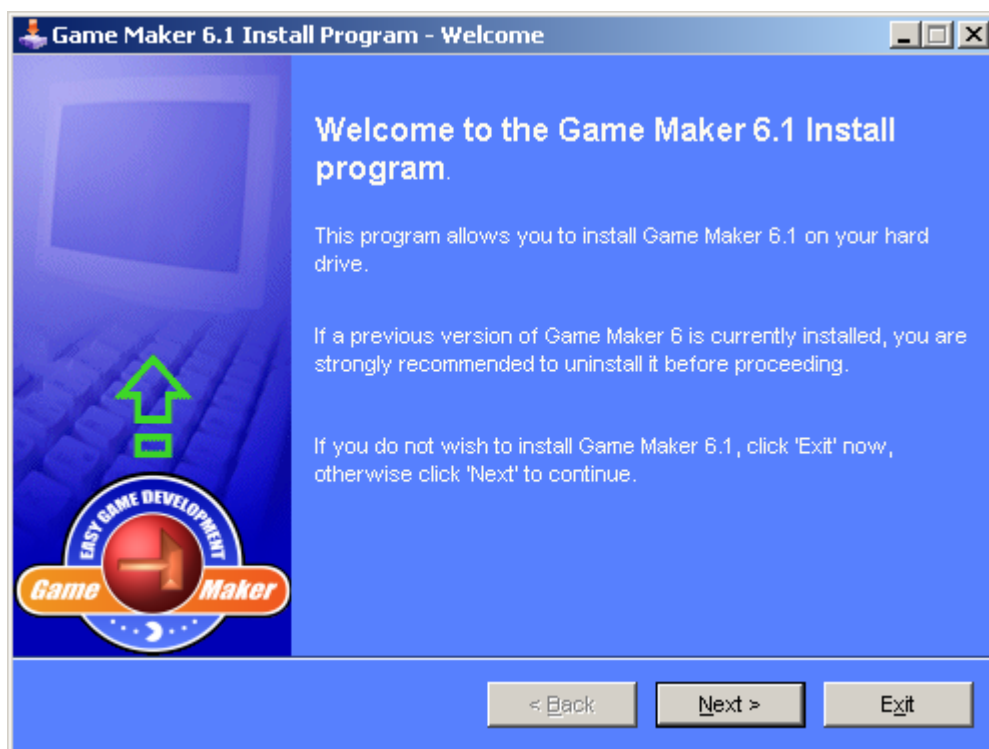 Game Maker 6.1 Install Program - Welcome
Welcome to the Game Maker 6.1 Install
program.
This program allows you to install Game Maker 6.1 on your hard
drive.
If a previous version of Game Maker 6 is currently installed, you are
strongly recommended to uninstall it before proceeding.
If you do not wish to install Game Maker 6.1, click 'Exit' now,
otherwise click 'Next' to continue.
EASY GAME DEVELOPMENT
Game Maker
< Back
Next >
Exit